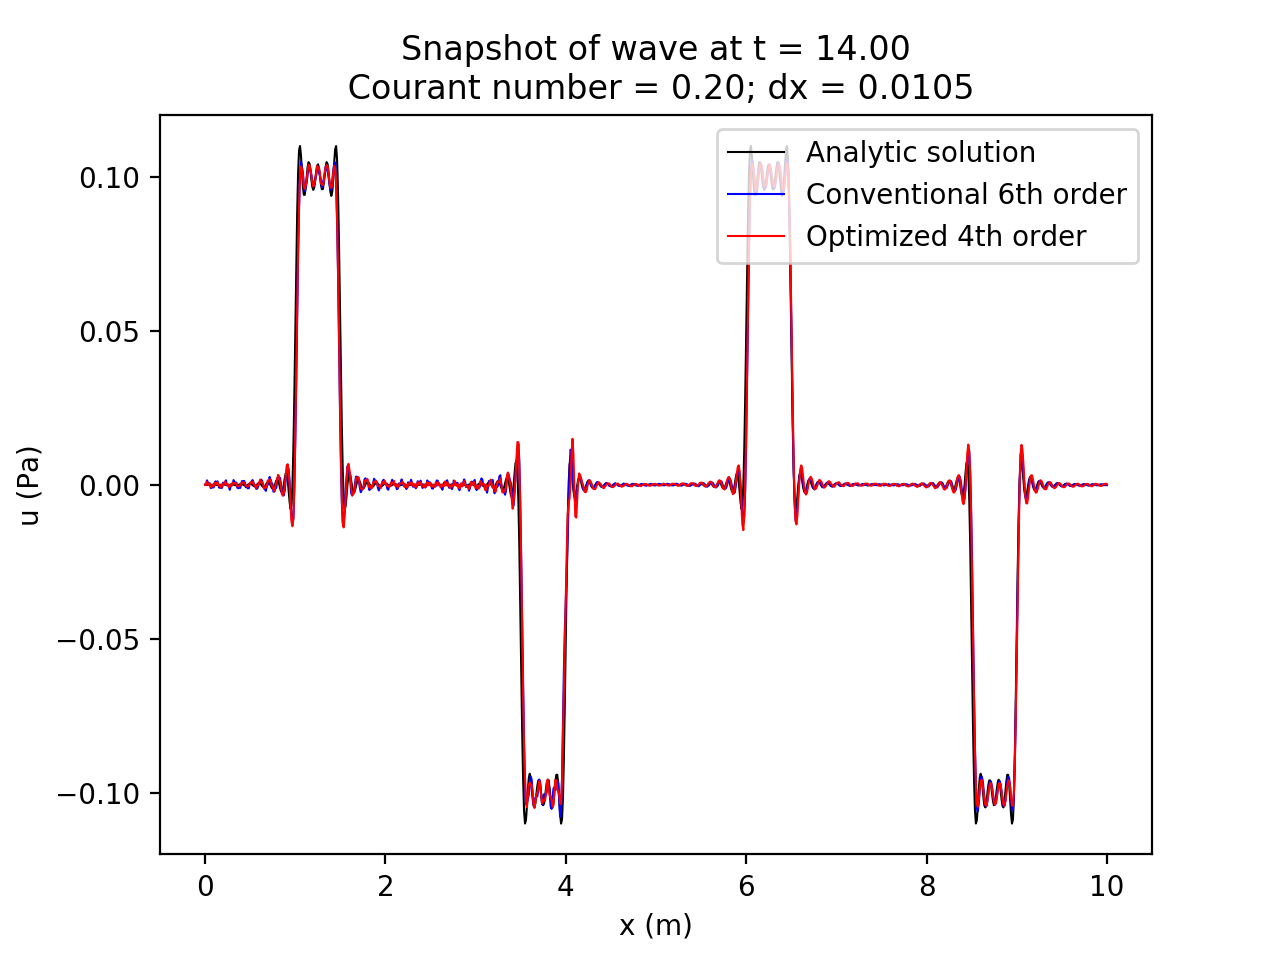 Snapshot of wave at t = 14.00
Courant number = 0.20; dx = 0.0105
Analytic solution
Conventional 6th order
Optimized 4th order
0.10
0.05
0.00
−0.05
−0.10
u (Pa)
0 2 4 6 8 10
x (m)